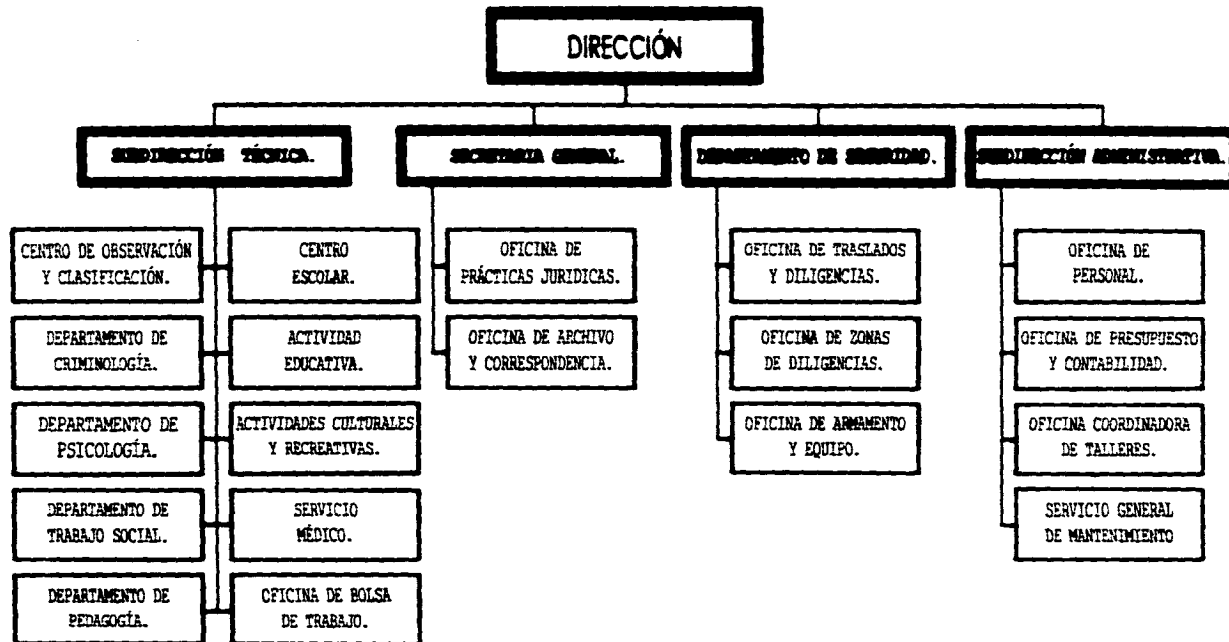 DIRECCIÓN
SUBDIRECCIÓN TÉCNICA.
SECRETARIA GENERAL.
DEPARTAMENTO DE SEGURIDAD.
SUBDIRECCIÓN ADMINISTRATIVA.
CENTRO DE OBSERVACIÓN
Y CLASIFICACIÓN.
CENTRO
ESCOLAR.
DEPARTAMENTO DE
CRIMINOLOGÍA.
ACTIVIDAD
EDUCATIVA.
DEPARTAMENTO DE
PSICOLOGÍA.
ACTIVIDADES CULTURALES
Y RECREATIVAS.
DEPARTAMENTO DE
TRABAJO SOCIAL.
SERVICIO
MÉDICO.
DEPARTAMENTO DE
PEDAGOGÍA.
OFICINA DE BOLSA
DE TRABAJO.
OFICINA DE
PRÁCTICAS JURIDICAS.
OFICINA DE ARCHIVO
Y CORRESPONDENCIA.
OFICINA DE TRASLADOS
Y DILIGENCIAS.
OFICINA DE ZONAS
DE DILIGENCIAS.
OFICINA DE ARMAMENTO
Y EQUIPO.
OFICINA DE
PERSONAL.
OFICINA DE PRESUPUESTO
Y CONTABILIDAD.
OFICINA COORDINADORA
DE TALLERES.
SERVICIO GENERAL
DE MANTENIMIENTO